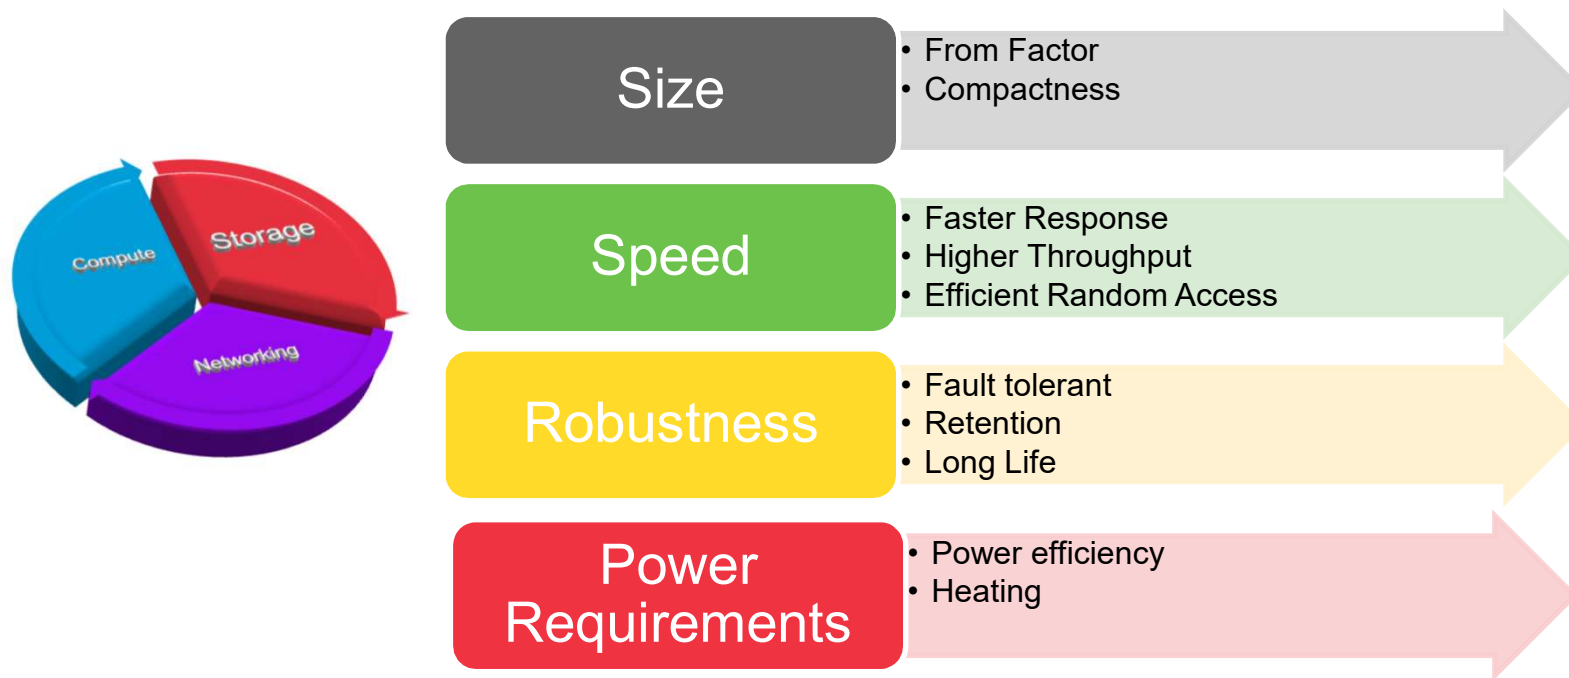 Compute
Storage
Networking
Size
• From Factor
• Compactness
Speed
• Faster Response
• Higher Throughput
• Efficient Random Access
Robustness
• Fault tolerant
• Retention
• Long Life
Power
Requirements
• Power efficiency
• Heating